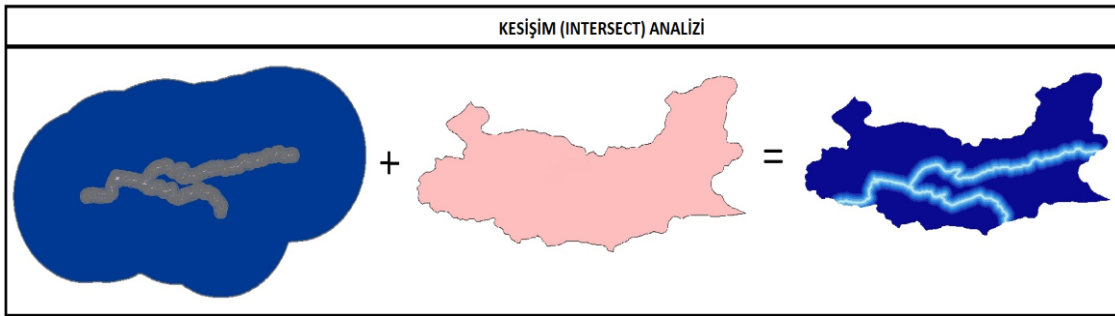 KESİŞİM (INTERSECT) ANALİZİ
+ =